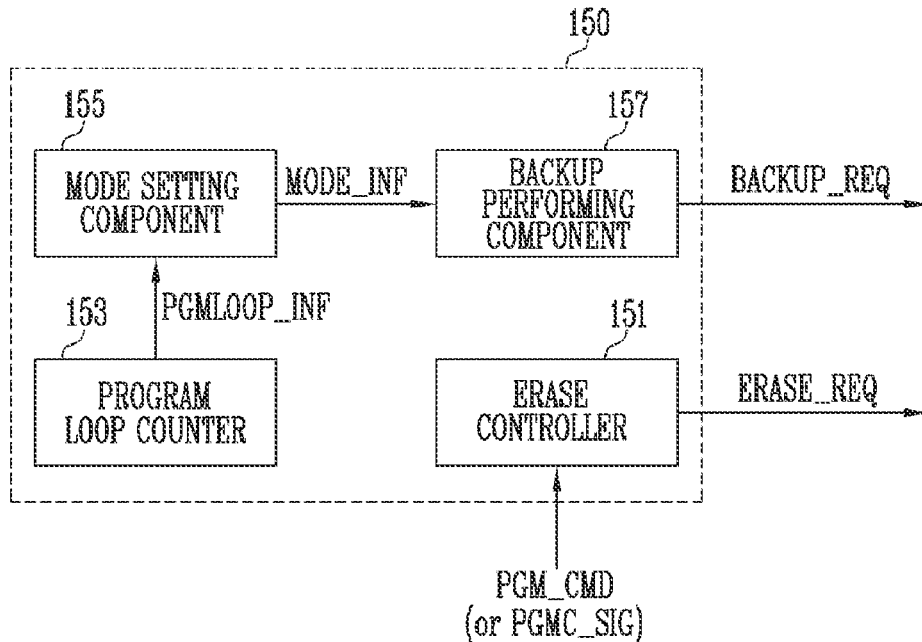 150
155
MODE SETTING
COMPONENT
MODE_INF
157
BACKUP
PERFORMING
COMPONENT
BACKUP_REQ
PGMLOOP_INF
153
PROGRAM
LOOP COUNTER
151
ERASE
CONTROLLER
ERASE_REQ
PGM_CMD
(or PGMC_SIG)